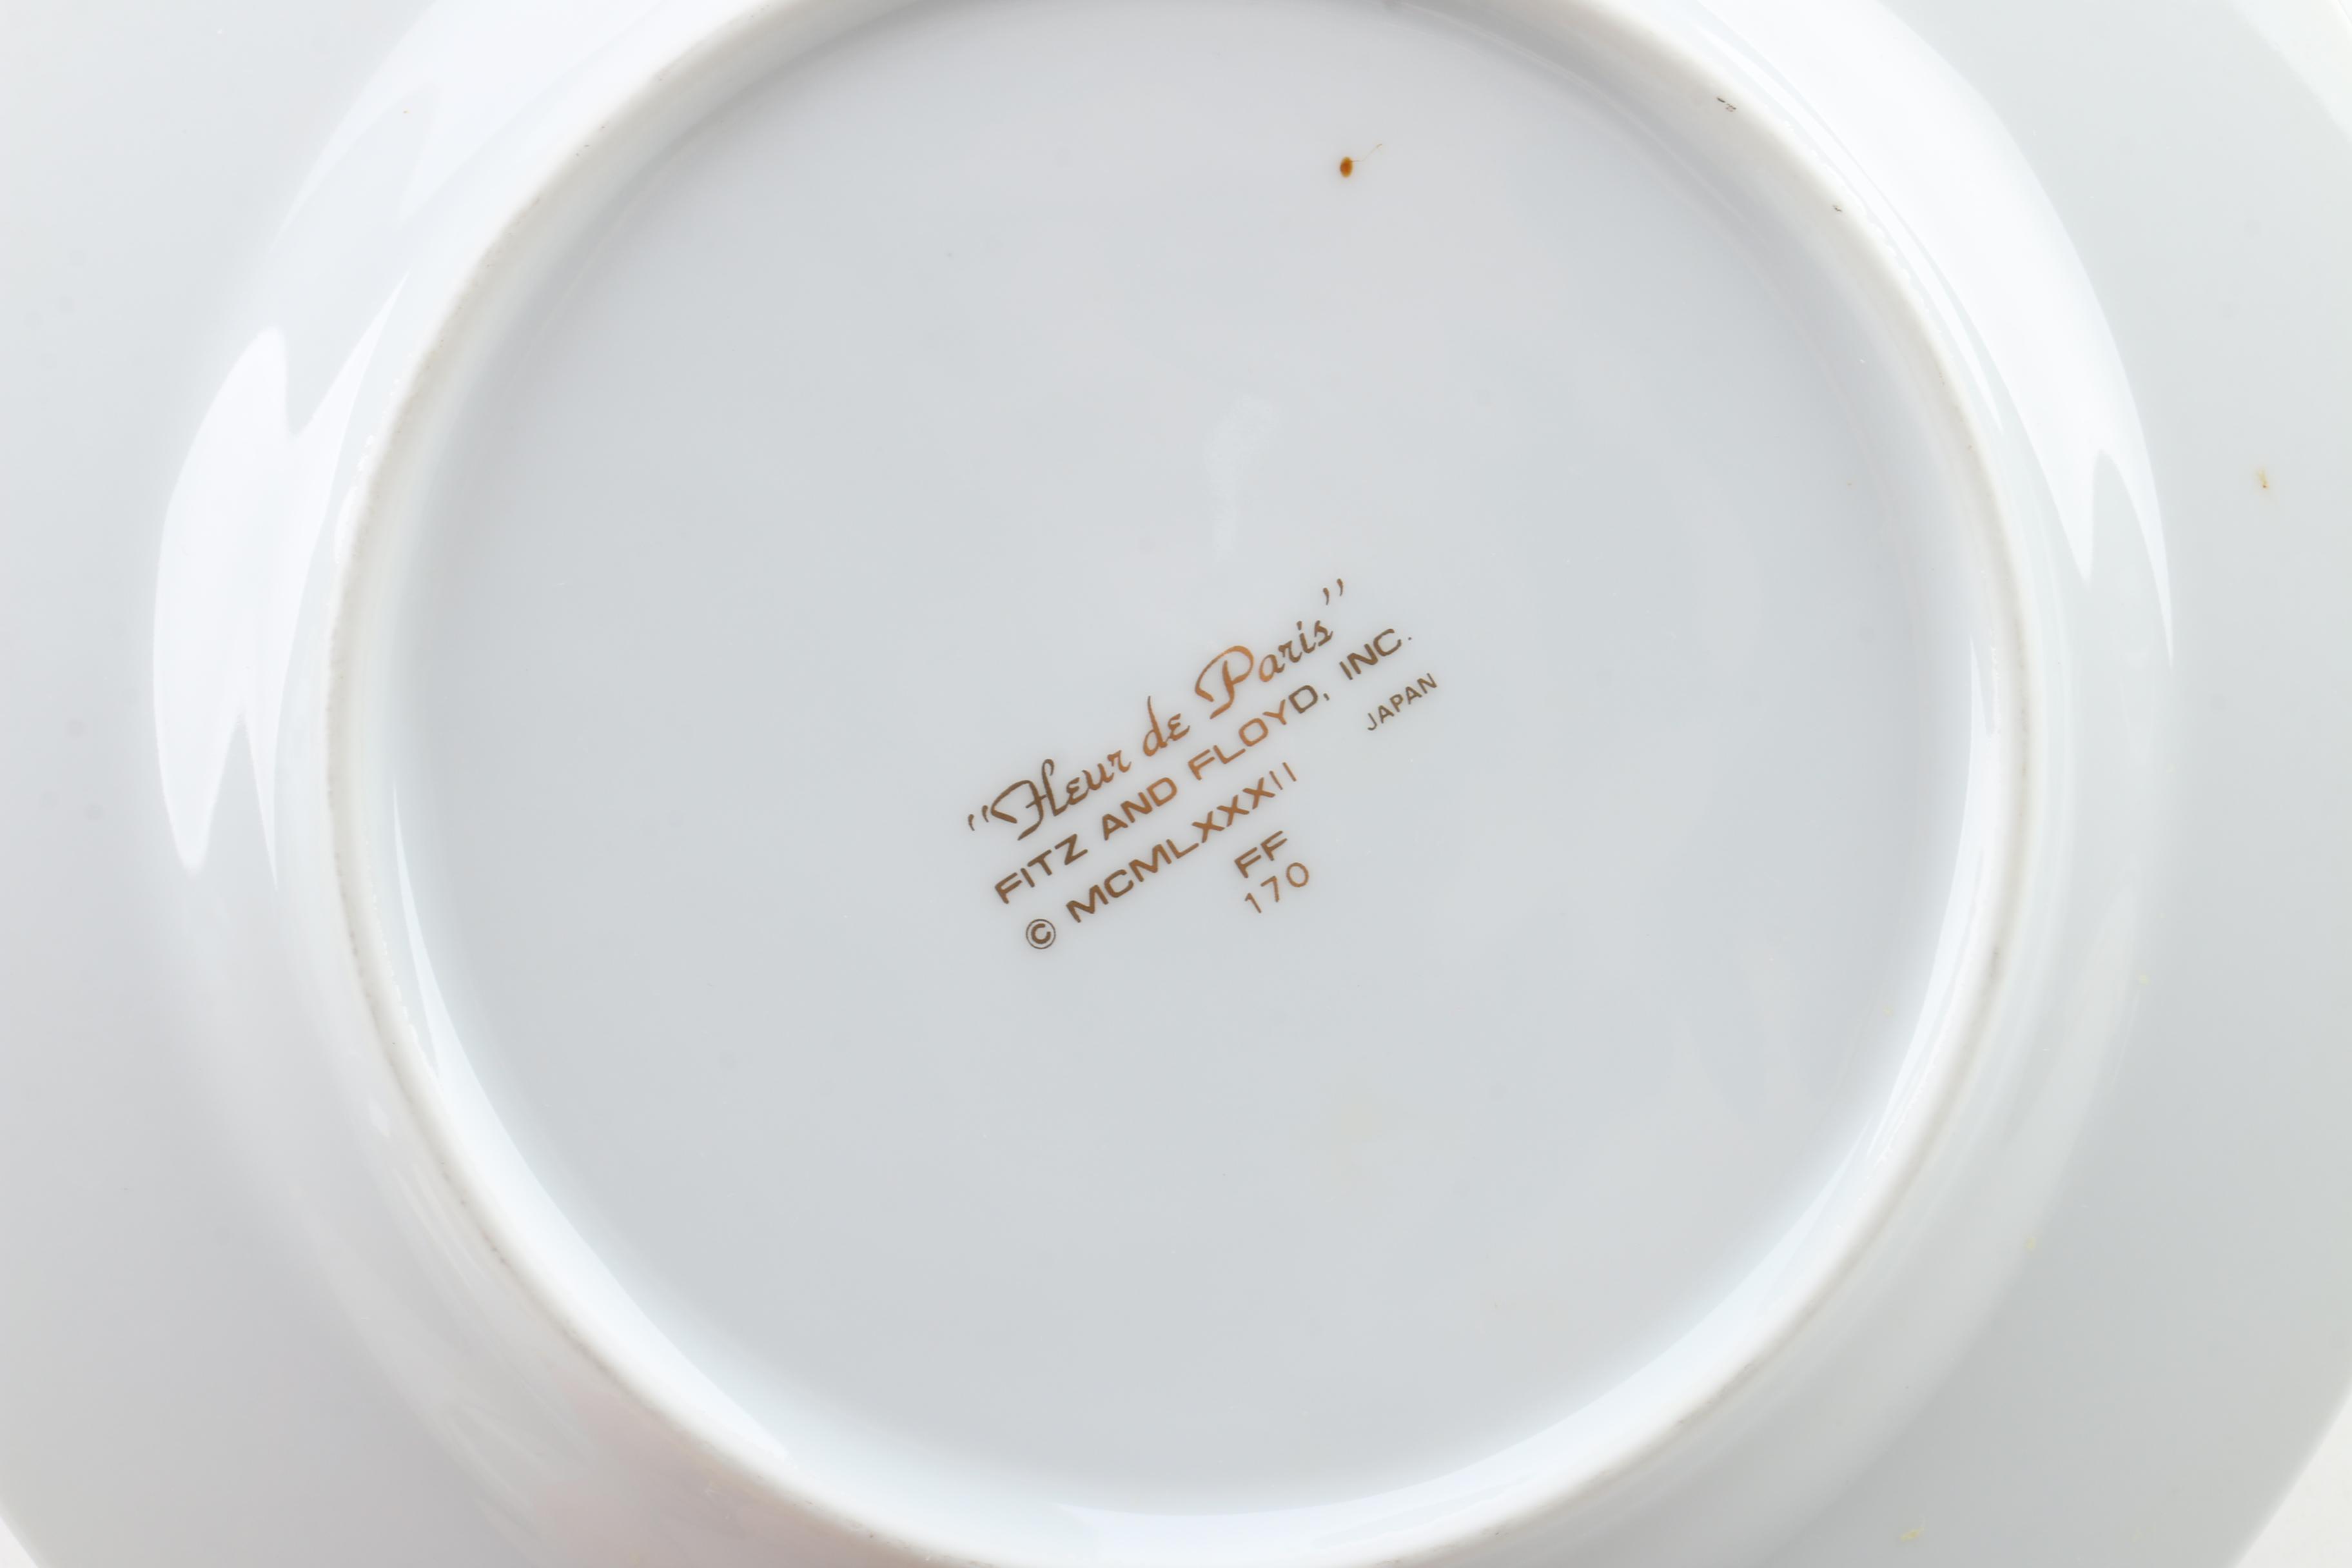 "Fleur de Paris"
FITZ AND FLOYD, INC.
© MCMLXXXII JAPAN
FF
170